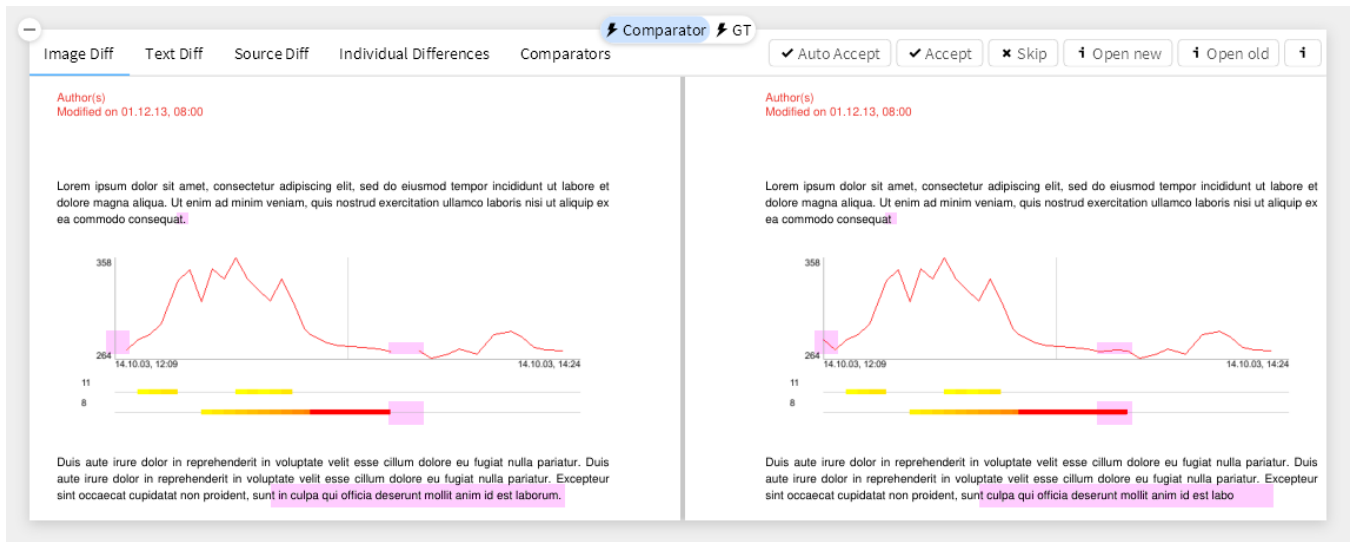 Comparator GT
Image Diff Text Diff Source Diff Individual Differences Comparators Auto Accept Accept Skip Open new Open old
Author(s)
Modified on 01.12.13, 08:00
Lorem ipsum dolor sit amet, consectetur adipiscing elit, sed do eiusmod tempor incididunt ut labore et
dolore magna aliqua. Ut enim ad minim veniam, quis nostrud exercitation ullamco laboris nisi ut aliquip ex
ea commodo consequat.
358
264
14.10.03, 12:09 14.10.03, 14:24
11
8
Duis aute irure dolor in reprehenderit in voluptate velit esse cillum dolore eu fugiat nulla pariatur. Duis
aute irure dolor in reprehenderit in voluptate velit esse cillum dolore eu fugiat nulla pariatur. Excepteur
sint occaecat cupidatat non proident, sunt in culpa qui officia deserunt mollit anim id est laborum.
Author(s)
Modified on 01.12.13, 08:00
Lorem ipsum dolor sit amet, consectetur adipiscing elit, sed do eiusmod tempor incididunt ut labore et
dolore magna aliqua. Ut enim ad minim veniam, quis nostrud exercitation ullamco laboris nisi ut aliquip ex
ea commodo consequat
358
264
14.10.03, 12:09 14.10.03, 14:24
11
8
Duis aute irure dolor in reprehenderit in voluptate velit esse cillum dolore eu fugiat nulla pariatur. Duis
aute irure dolor in reprehenderit in voluptate velit esse cillum dolore eu fugiat nulla pariatur. Excepteur
sint occaecat cupidatat non proident, sunt culpa qui officia deserunt mollit anim id est labo